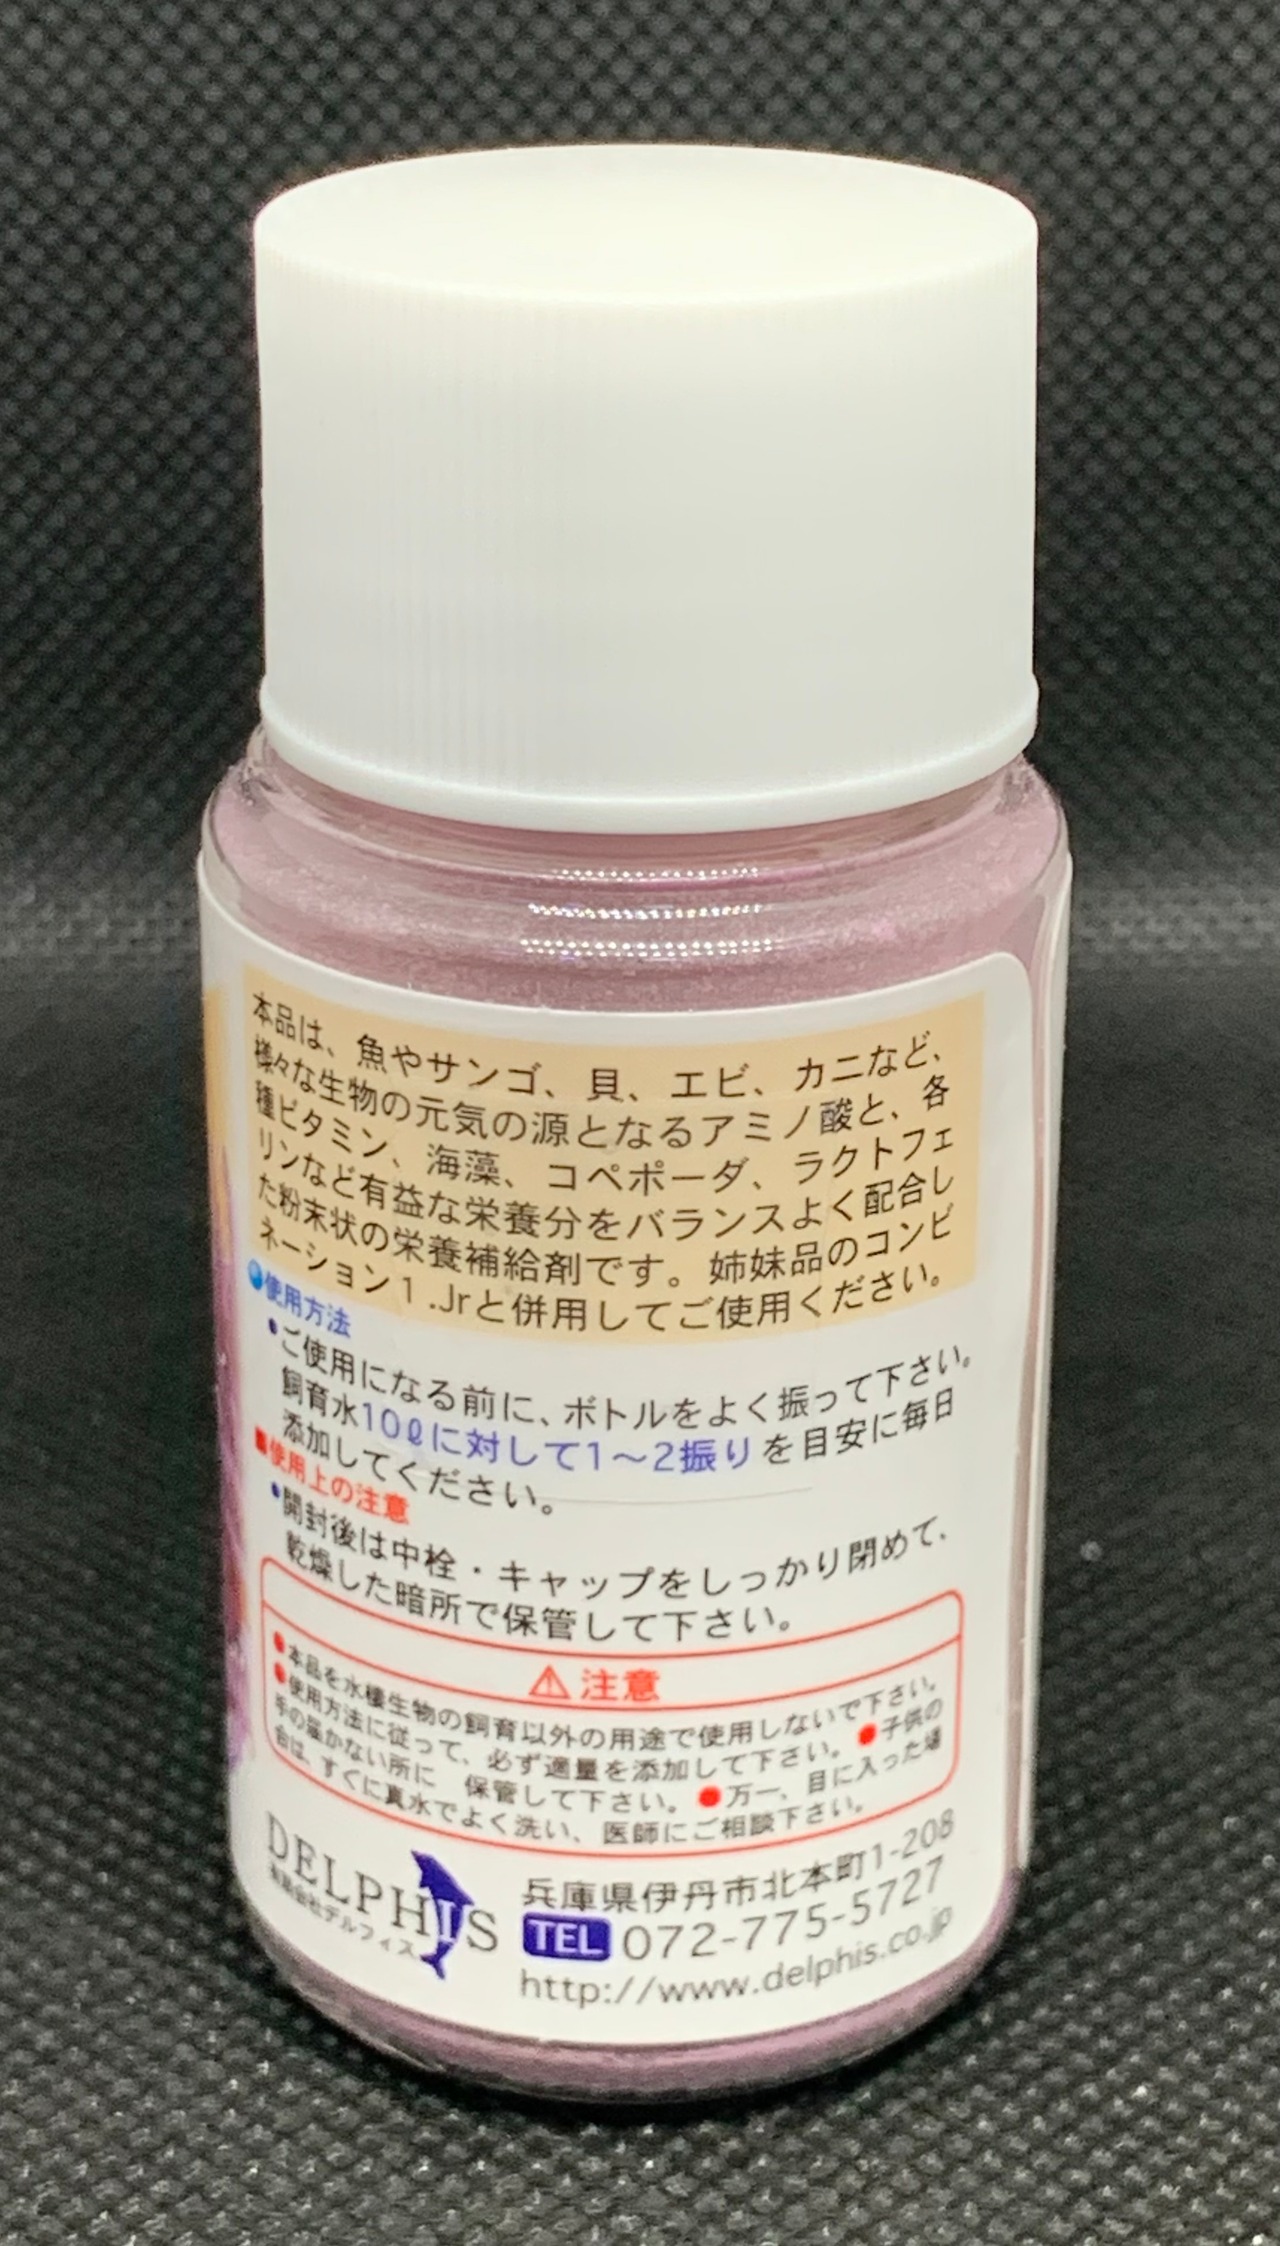 本品は、魚やサンゴ、貝、エビ、カニなど、
様々な生物の元気の源となるアミノ酸と、各
種ビタミン、海藻、コペポーダ、ラクトフェ
リンなど有益な栄養分をバランスよく配合し
た粉末状の栄養補給剤です。姉妹品のコンビ
ネーション1.Jrと併用してご使用ください。
使用方法
・ご使用になる前に、ボトルをよく振って下さい。
飼育水10ℓに対して1〜2振りを目安に毎日
添加してください。
■使用上の注意
・開封後は中栓・キャップをしっかり閉めて、
乾燥した暗所で保管して下さい。
⚠注意
●本品を水棲生物の飼育以外の用途で使用しないで下さい。
●使用方法に従って、必ず適量を添加して下さい。●子供の
手の届かない所に 保管して下さい。●万一、目に入った場
合は、すぐに真水でよく洗い、医師にご相談下さい。
DELPHIS
有限会社デルフィス
兵庫県伊丹市北本町1-208
TEL 072-775-5727
http://www.delphis.co.jp